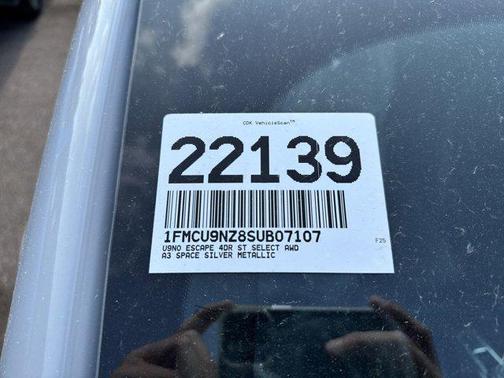 CDK VehicleScan™
22139
1FMCU9NZ8SUB07107
U9N0 ESCAPE 4DR ST SELECT AWD
A3 SPACE SILVER METALLIC
F25